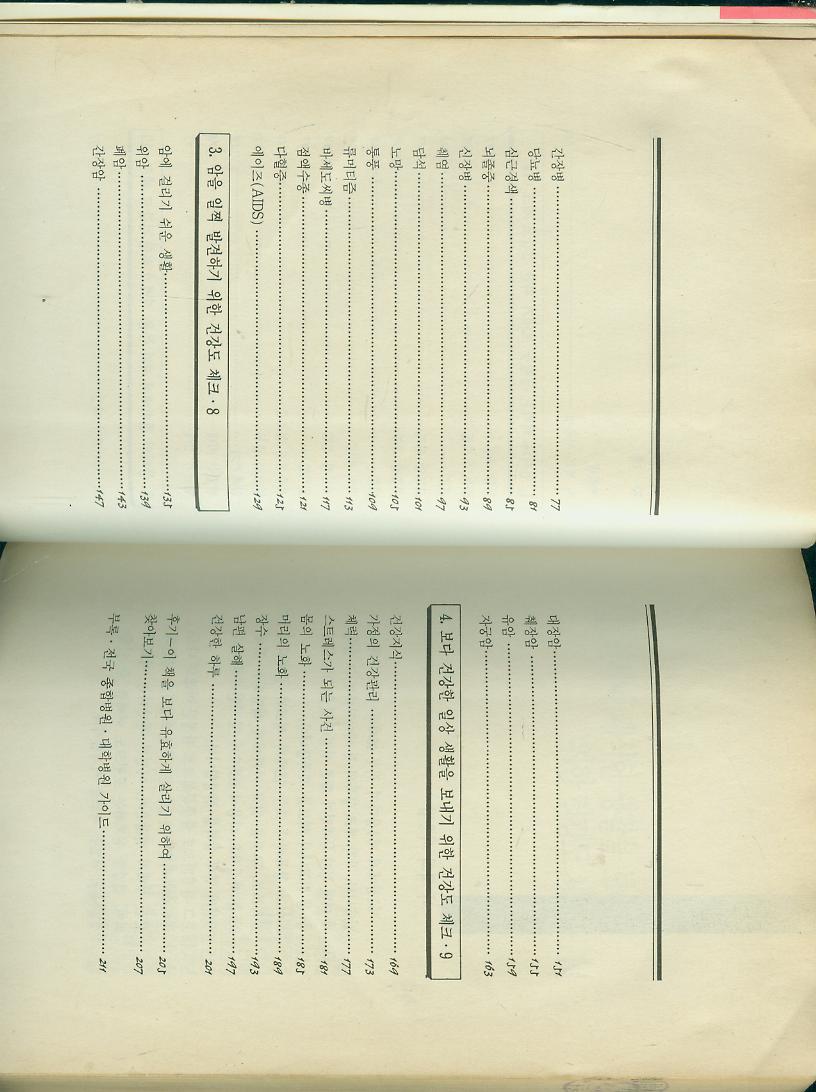 간장병 77
당뇨병 81
심근경색 85
뇌졸중 89
신장병 93
췌염 97
담석 101
노망 105
통풍 109
류머티즘 113
바세도씨병 117
점액수종 121
다혈증 125
에이즈(AIDS) 129
3. 암을 일찍 발견하기 위한 건강도 체크·8
암에 걸리기 쉬운 생활 135
위암 139
폐암 143
간장암 147
대장암 151
췌장암 155
유암 159
자궁암 163
4. 보다 건강한 일상 생활을 보내기 위한 건강도 체크·9
건강지식 169
가정의 건강관리 173
체력 177
스트레스가 되는 사건 181
몸의 노화 185
머리의 노화 189
장수 193
남편 살해 197
건강한 하루 201
후기—이 책을 보다 유효하게 살리기 위하여 205
찾아보기 207
부록·전국 종합병원·대학병원 가이드 211